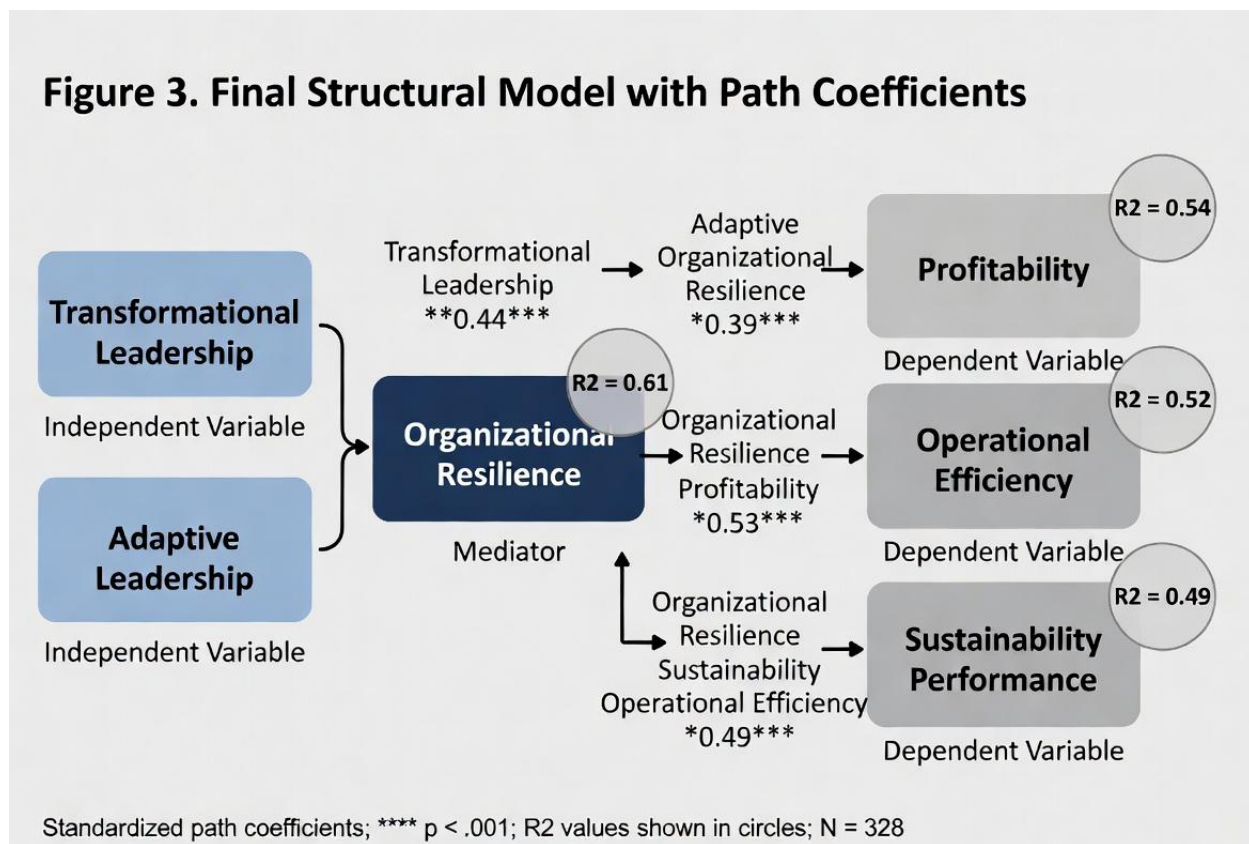 Figure 3. Final Structural Model with Path Coefficients
Transformational
Leadership
Independent Variable
Adaptive
Leadership
Independent Variable
Transformational
Leadership
**0.44***
Adaptive
Organizational
Resilience
*0.39***
R2 = 0.61
Organizational
Resilience
Mediator
Organizational
Resilience
Profitability
*0.53***
Organizational
Resilience
Sustainability
Operational Efficiency
*0.49***
R2 = 0.54
Profitability
Dependent Variable
R2 = 0.52
Operational
Efficiency
Dependent Variable
R2 = 0.49
Sustainability
Performance
Dependent Variable
Standardized path coefficients; **** p < .001; R2 values shown in circles; N = 328